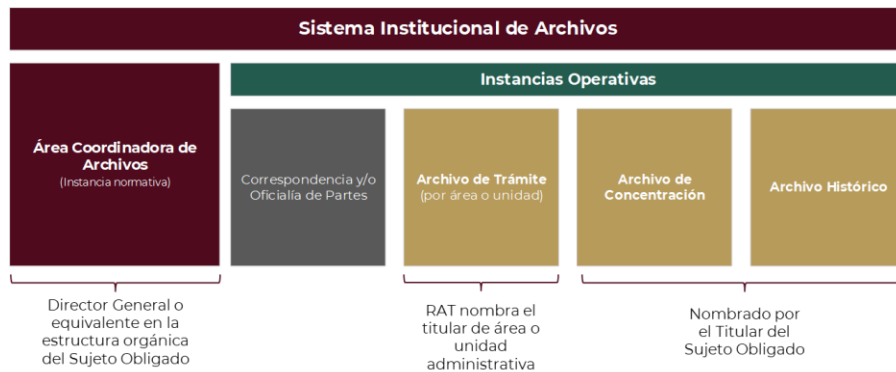 Sistema Institucional de Archivos
Instancias Operativas
Área Coordinadora de
Archivos
(Instancia normativa)
Correspondencia y/o
Oficialía de Partes
Archivo de Trámite
(por área o unidad)
Archivo de
Concentración
Archivo Histórico
Director General o
equivalente en la
estructura orgánica
del Sujeto Obligado
RAT nombra el
titular de área o
unidad
administrativa
Nombrado por
el Titular del
Sujeto Obligado